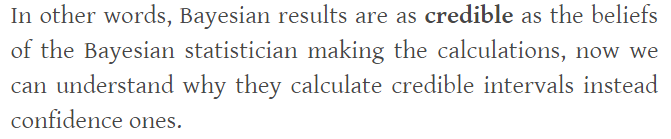 In other words, Bayesian results are as credible as the beliefs
of the Bayesian statistician making the calculations, now we
can understand why they calculate credible intervals instead
confidence ones.